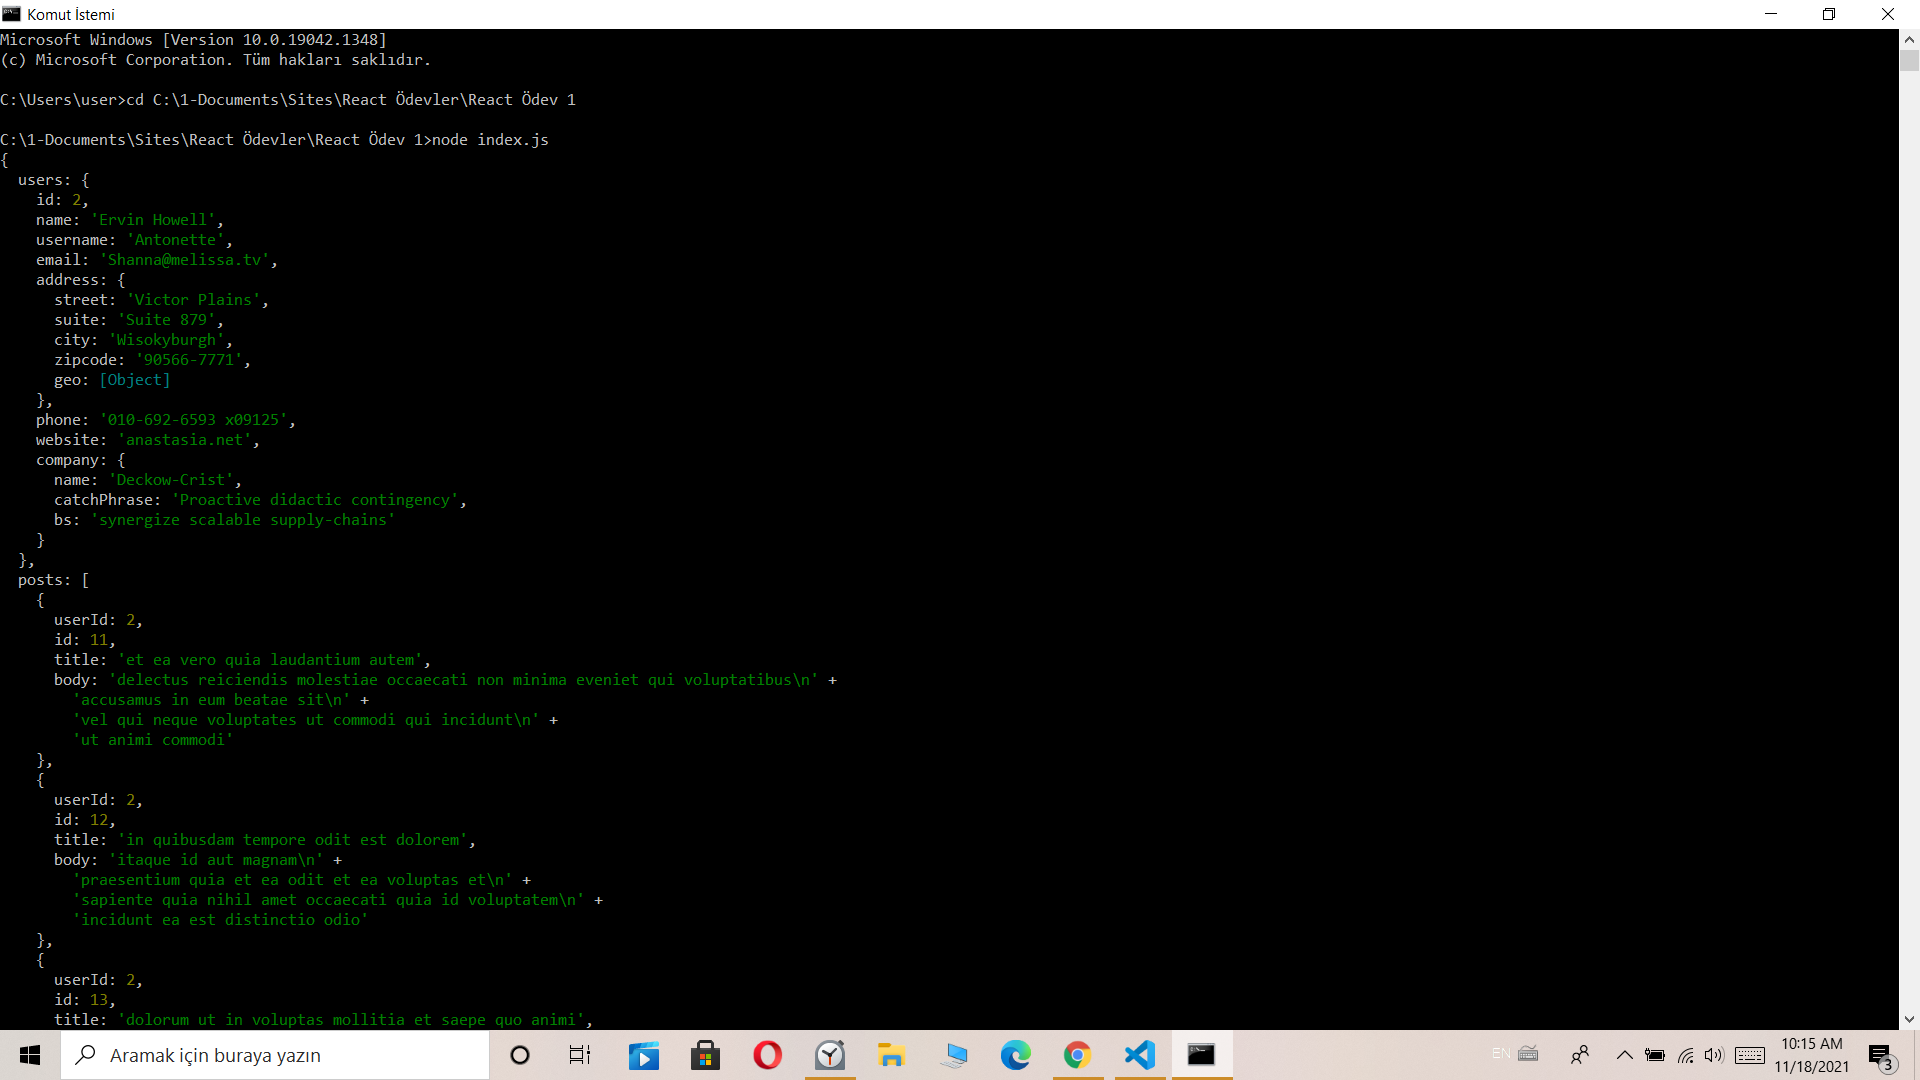 Komut İstemi
Microsoft Windows [Version 10.0.19042.1348]
(c) Microsoft Corporation. Tüm hakları saklıdır.
C:\Users\user>cd C:\1-Documents\Sites\React Ödevler\React Ödev 1
C:\1-Documents\Sites\React Ödevler\React Ödev 1>node index.js
{
  users: {
    id: 2,
    name: 'Ervin Howell',
    username: 'Antonette',
    email: 'Shanna@melissa.tv',
    address: {
      street: 'Victor Plains',
      suite: 'Suite 879',
      city: 'Wisokyburgh',
      zipcode: '90566-7771',
      geo: [Object]
    },
    phone: '010-692-6593 x09125',
    website: 'anastasia.net',
    company: {
      name: 'Deckow-Crist',
      catchPhrase: 'Proactive didactic contingency',
      bs: 'synergize scalable supply-chains'
    }
  },
  posts: [
    {
      userId: 2,
      id: 11,
      title: 'et ea vero quia laudantium autem',
      body: 'delectus reiciendis molestiae occaecati non minima eveniet qui voluptatibus\n' +
        'accusamus in eum beatae sit\n' +
        'vel qui neque voluptates ut commodi qui incidunt\n' +
        'ut animi commodi'
    },
    {
      userId: 2,
      id: 12,
      title: 'in quibusdam tempore odit est dolorem',
      body: 'itaque id aut magnam\n' +
        'praesentium quia et ea odit et ea voluptas et\n' +
        'sapiente quia nihil amet occaecati quia id voluptatem\n' +
        'incidunt ea est distinctio odio'
    },
    {
      userId: 2,
      id: 13,
      title: 'dolorum ut in voluptas mollitia et saepe quo animi',
Aramak için buraya yazın
EN
10:15 AM
11/18/2021
3